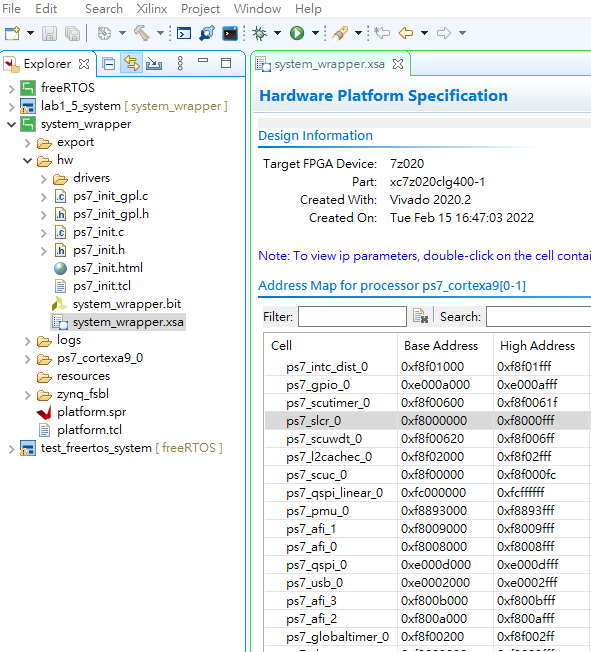 File Edit Search Xilinx Project Window Help
Explorer
freeRTOS
lab1_5_system [ system_wrapper ]
system_wrapper
export
hw
drivers
ps7_init_gpl.c
ps7_init_gpl.h
ps7_init.c
ps7_init.h
ps7_init.html
ps7_init.tcl
system_wrapper.bit
system_wrapper.xsa
logs
ps7_cortexa9_0
resources
zynq_fsbl
platform.spr
platform.tcl
test_freertos_system [ freeRTOS ]
system_wrapper.xsa
Hardware Platform Specification
Design Information
Target FPGA Device: 7z020
Part: xc7z020clg400-1
Created With: Vivado 2020.2
Created On: Tue Feb 15 16:47:03 2022
Note: To view ip parameters, double-click on the cell contai
Address Map for processor ps7_cortexa9[0-1]
Filter: Search:
Cell Base Address High Address
ps7_intc_dist_0 0xf8f01000 0xf8f01fff
ps7_gpio_0 0xe000a000 0xe000afff
ps7_scutimer_0 0xf8f00600 0xf8f0061f
ps7_slcr_0 0xf8000000 0xf8000fff
ps7_scuwdt_0 0xf8f00620 0xf8f006ff
ps7_l2cachec_0 0xf8f02000 0xf8f02fff
ps7_scuc_0 0xf8f00000 0xf8f000fc
ps7_qspi_linear_0 0xfc000000 0xfcffffff
ps7_pmu_0 0xf8893000 0xf8893fff
ps7_afi_1 0xf8009000 0xf8009fff
ps7_afi_0 0xf8008000 0xf8008fff
ps7_qspi_0 0xe000d000 0xe000dfff
ps7_usb_0 0xe0002000 0xe0002fff
ps7_afi_3 0xf800b000 0xf800bfff
ps7_afi_2 0xf800a000 0xf800afff
ps7_globaltimer_0 0xf8f00200 0xf8f002ff